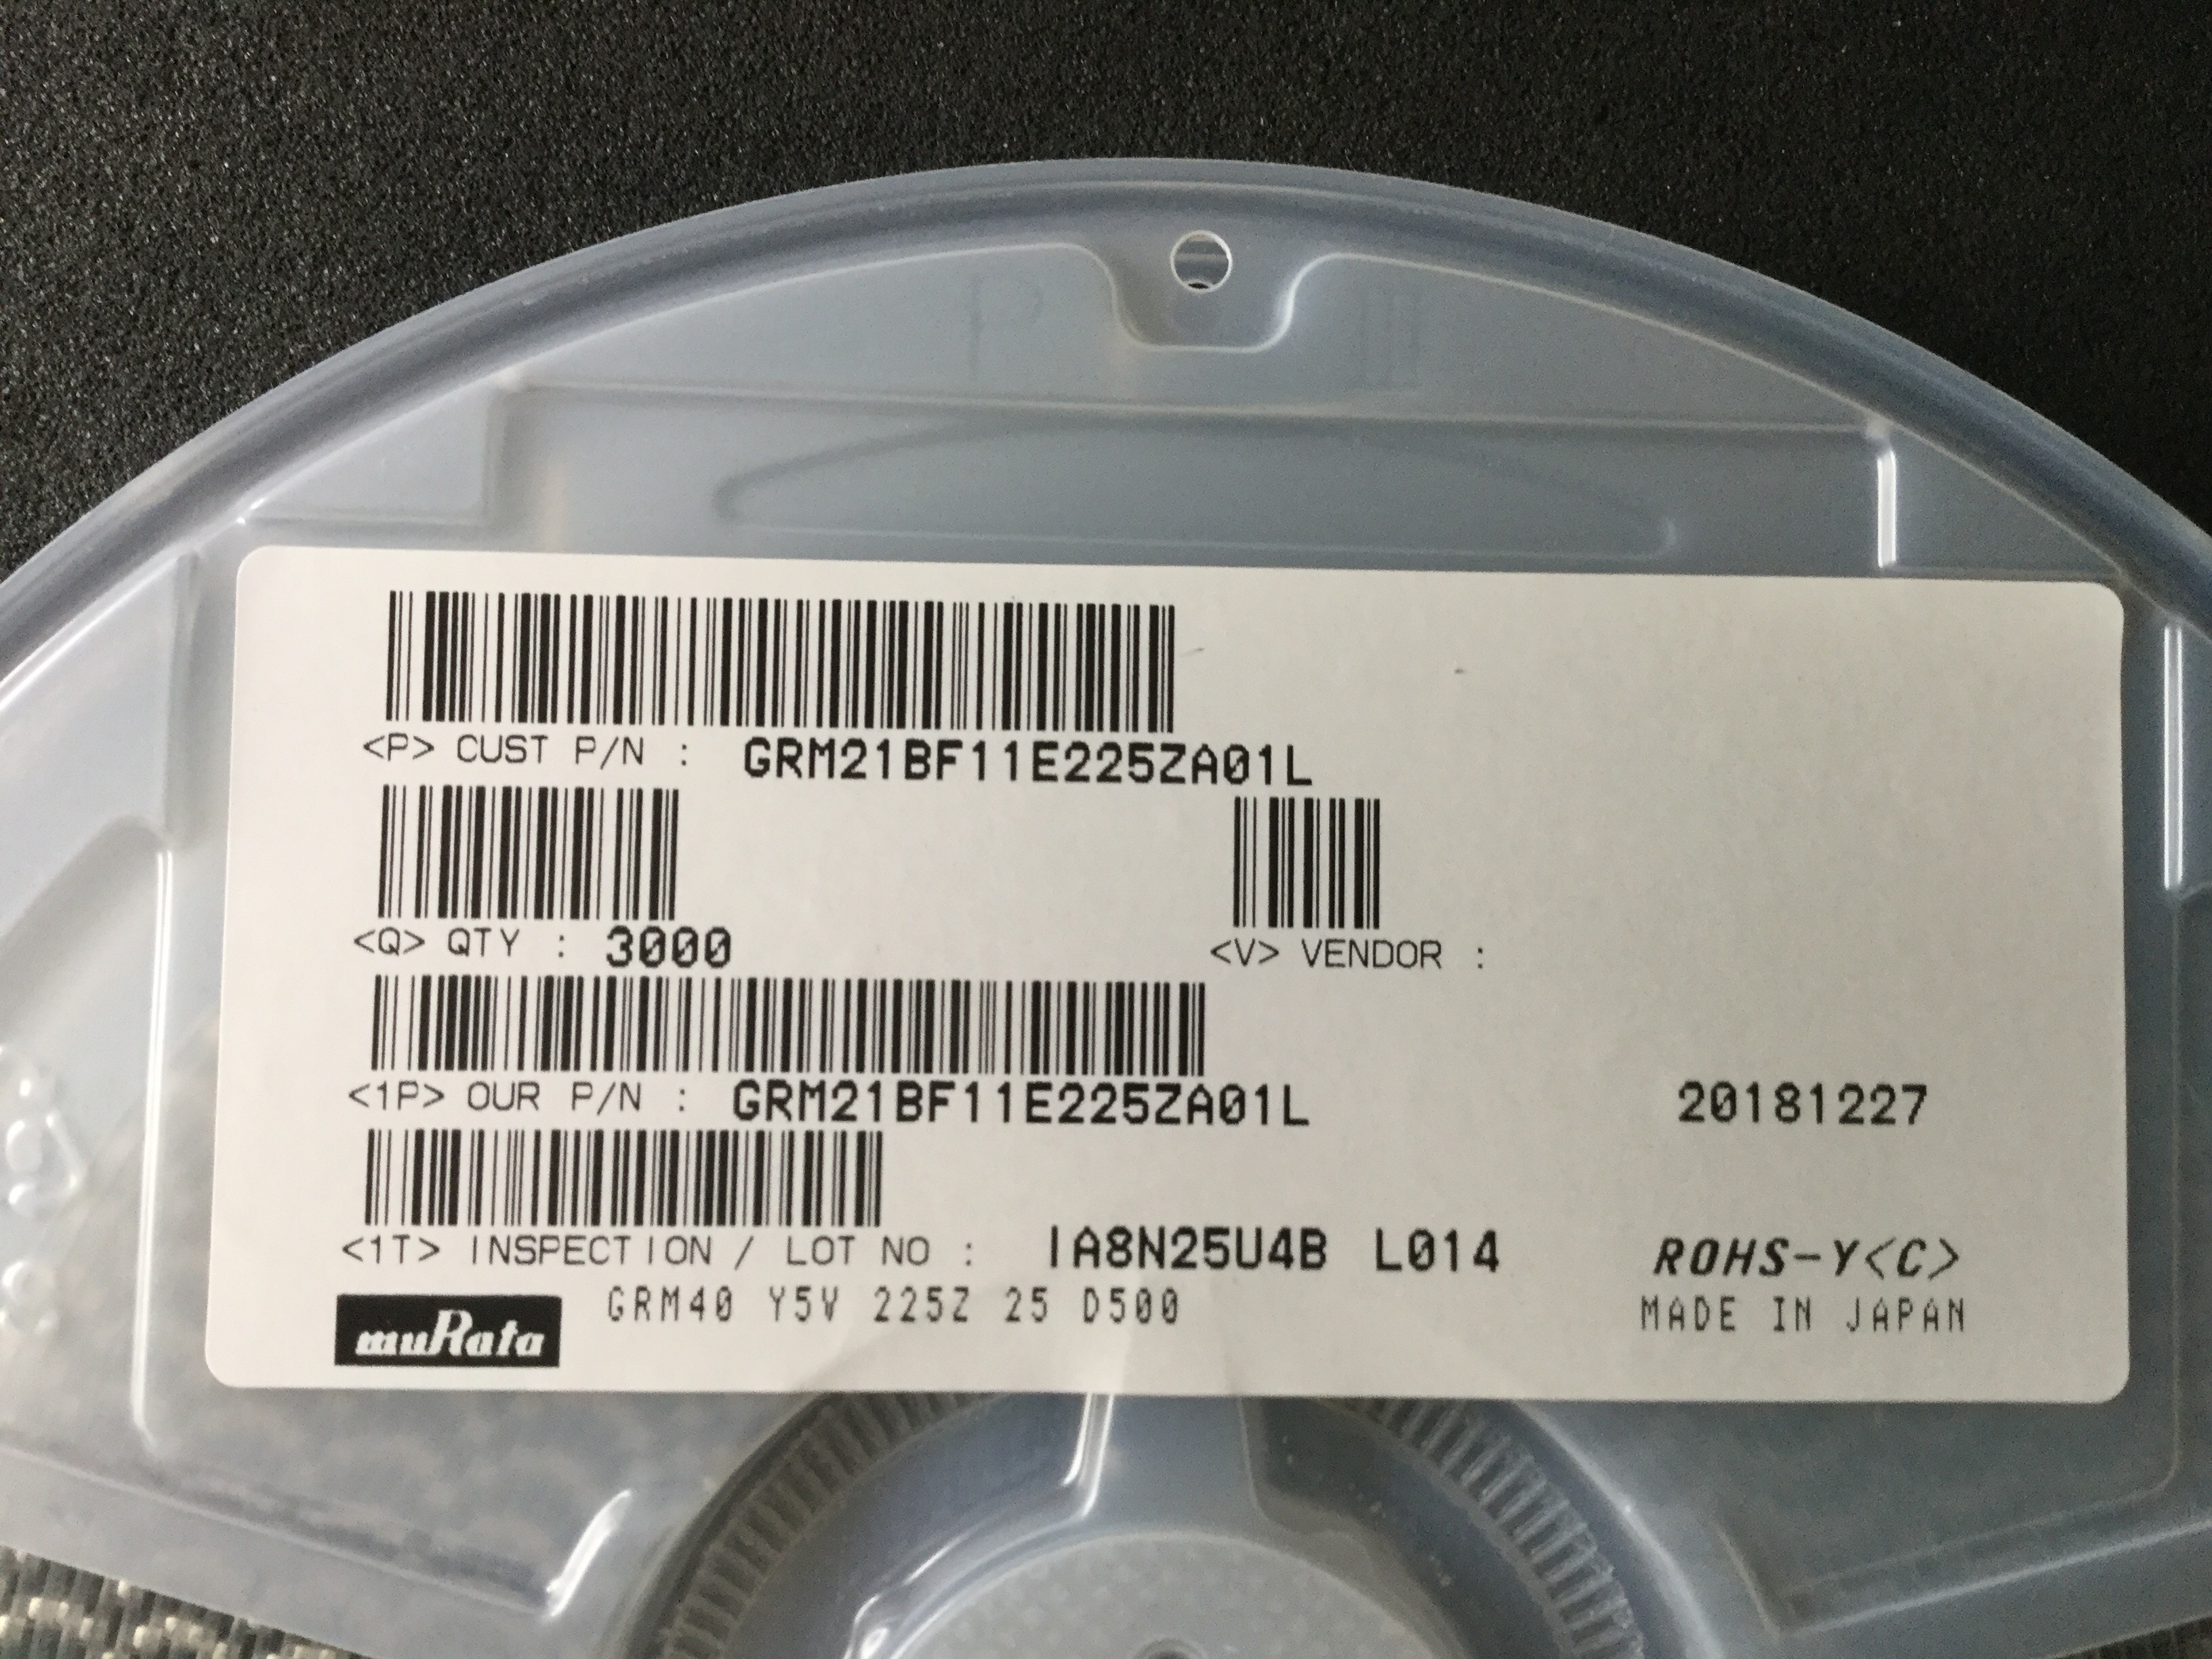 <P> CUST P/N : GRM21BF11E225ZA01L
<Q> QTY : 3000 <V> VENDOR :
<1P> OUR P/N : GRM21BF11E225ZA01L 20181227
<1T> INSPECTION / LOT NO : IA8N25U4B L014 ROHS-Y<C>
muRata GRM40 Y5V 225Z 25 D500 MADE IN JAPAN